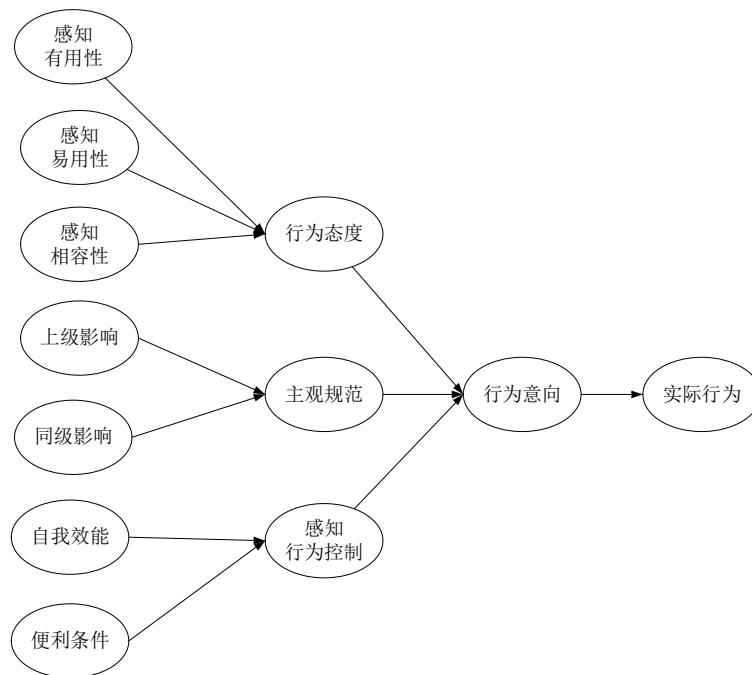 感知
有用性
感知
易用性
感知
相容性
行为态度
上级影响
主观规范
行为意向
实际行为
同级影响
自我效能
感知
行为控制
便利条件